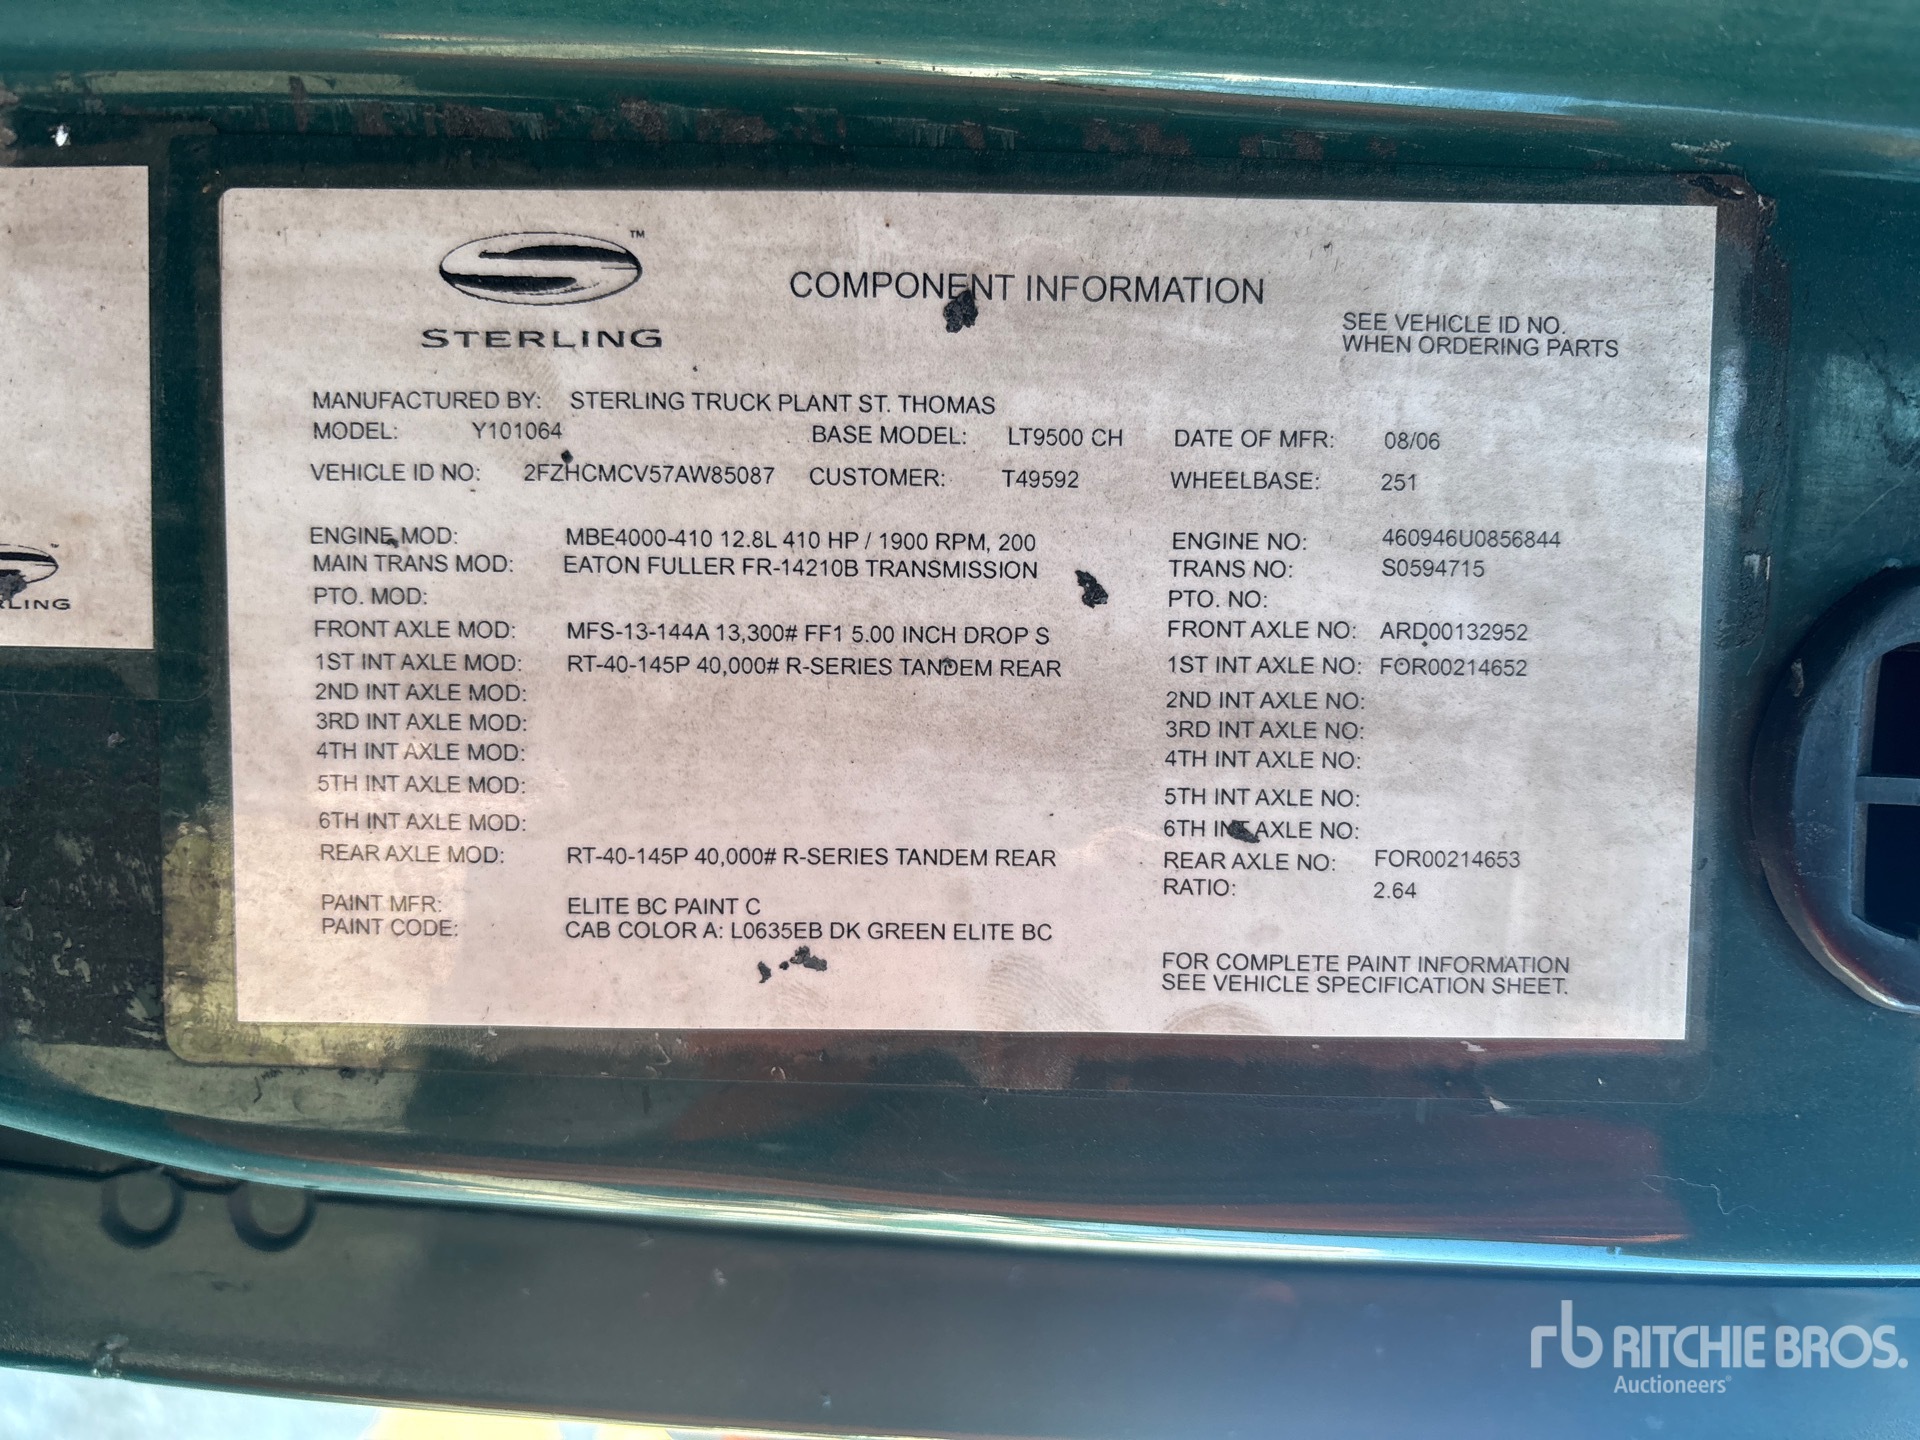 STERLING
™
COMPONENT INFORMATION
SEE VEHICLE ID NO.
WHEN ORDERING PARTS
MANUFACTURED BY: STERLING TRUCK PLANT ST. THOMAS
MODEL: Y101064 BASE MODEL: LT9500 CH DATE OF MFR: 08/06
VEHICLE ID NO: 2FZHCMCV57AW85087 CUSTOMER: T49592 WHEELBASE: 251
ENGINE MOD: MBE4000-410 12.8L 410 HP / 1900 RPM, 200 ENGINE NO: 460946U0856844
MAIN TRANS MOD: EATON FULLER FR-14210B TRANSMISSION TRANS NO: S0594715
PTO. MOD: PTO. NO:
FRONT AXLE MOD: MFS-13-144A 13,300# FF1 5.00 INCH DROP S FRONT AXLE NO: ARD00132952
1ST INT AXLE MOD: RT-40-145P 40,000# R-SERIES TANDEM REAR 1ST INT AXLE NO: FOR00214652
2ND INT AXLE MOD: 2ND INT AXLE NO:
3RD INT AXLE MOD: 3RD INT AXLE NO:
4TH INT AXLE MOD: 4TH INT AXLE NO:
5TH INT AXLE MOD: 5TH INT AXLE NO:
6TH INT AXLE MOD: 6TH INT AXLE NO:
REAR AXLE MOD: RT-40-145P 40,000# R-SERIES TANDEM REAR REAR AXLE NO: FOR00214653
RATIO: 2.64
PAINT MFR: ELITE BC PAINT C
PAINT CODE: CAB COLOR A: L0635EB DK GREEN ELITE BC
FOR COMPLETE PAINT INFORMATION
SEE VEHICLE SPECIFICATION SHEET.
RLING
rb RITCHIE BROS.
Auctioneers